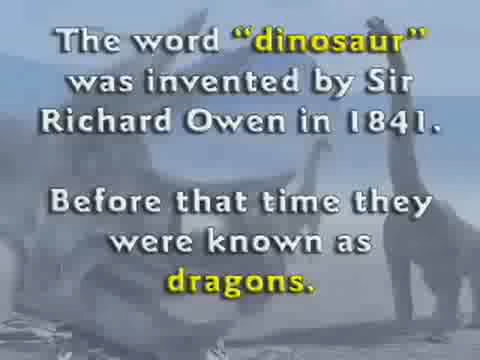 The word “dinosaur”
was invented by Sir
Richard Owen in 1841.
Before that time they
were known as
dragons.